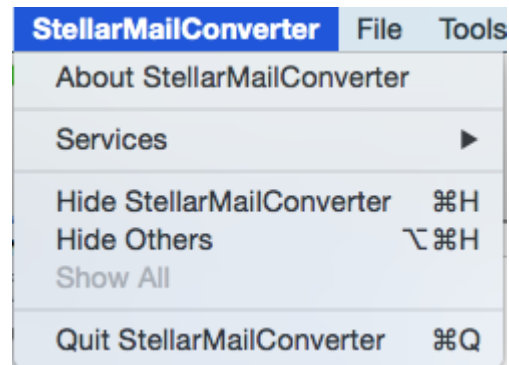 StellarMailConverter File Tools
About StellarMailConverter
Services ▶
Hide StellarMailConverter ⌘H
Hide Others ⌥⌘H
Show All
Quit StellarMailConverter ⌘Q